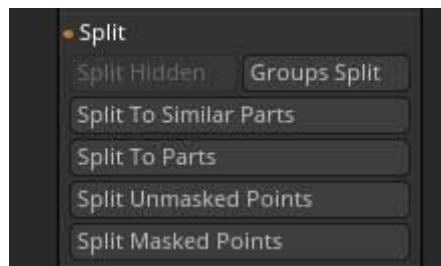 Split
Split Hidden Groups Split
Split To Similar Parts
Split To Parts
Split Unmasked Points
Split Masked Points